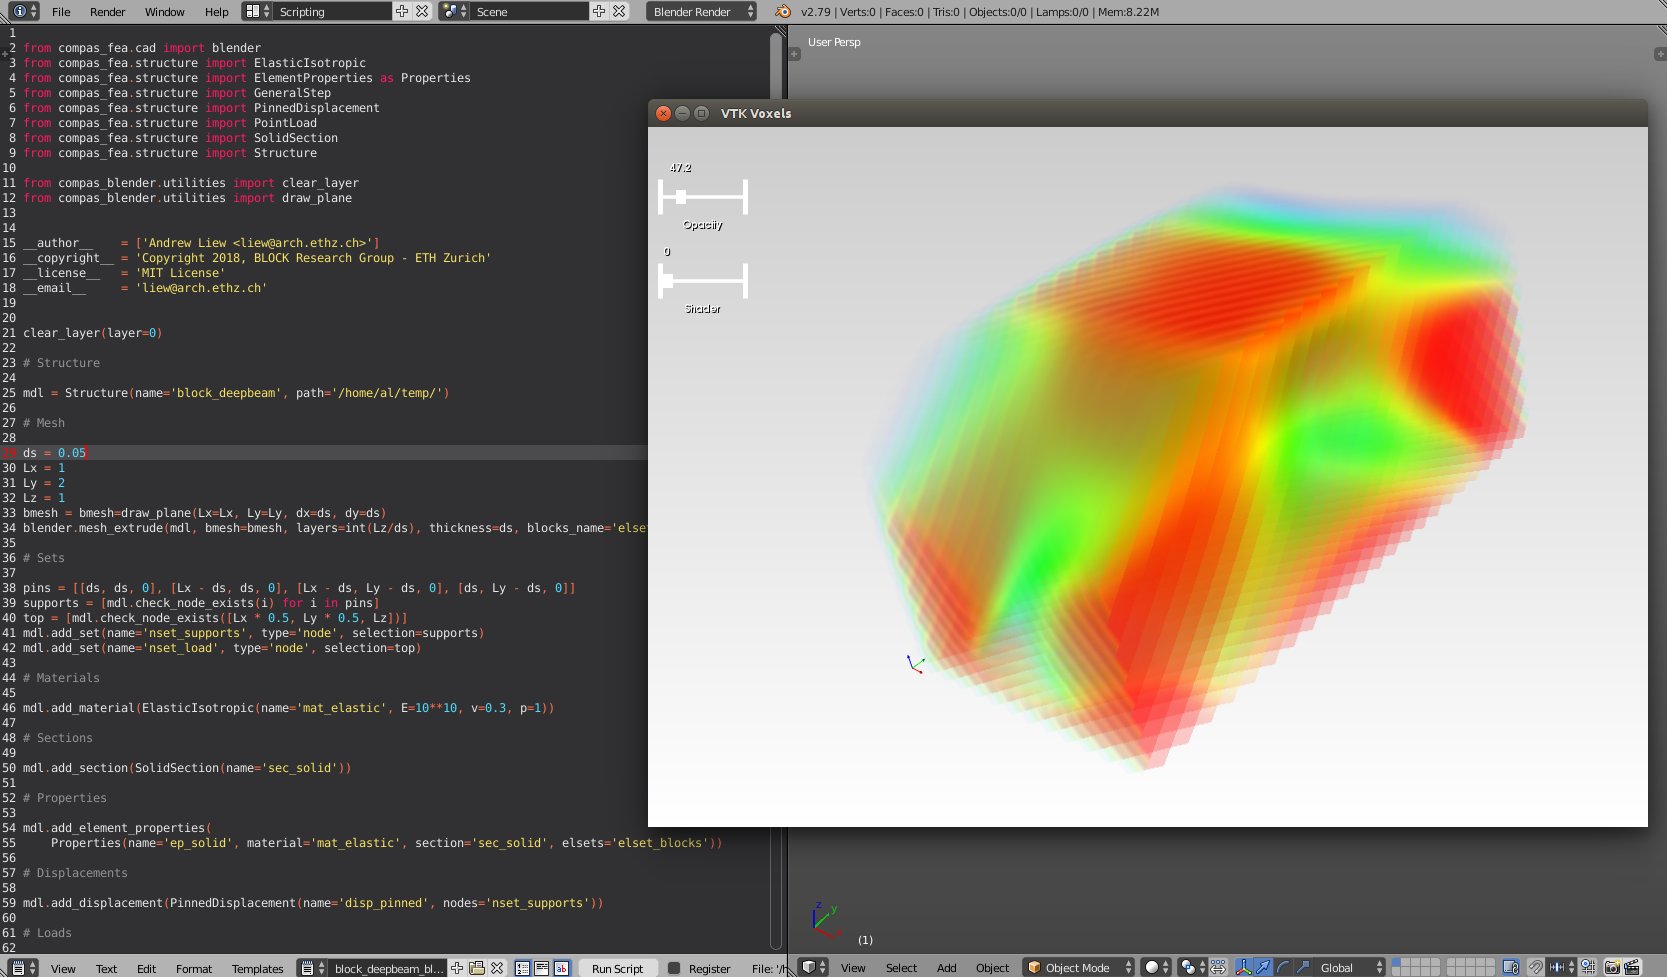 File Render Window Help Scripting Scene Blender Render v2.79 | Verts:0 | Faces:0 | Tris:0 | Objects:0/0 | Lamps:0/0 | Mem:8.22M
1
2 from compas_fea.cad import blender
3 from compas_fea.structure import ElasticIsotropic
4 from compas_fea.structure import ElementProperties as Properties
5 from compas_fea.structure import GeneralStep
6 from compas_fea.structure import PinnedDisplacement
7 from compas_fea.structure import PointLoad
8 from compas_fea.structure import SolidSection
9 from compas_fea.structure import Structure
10
11 from compas_blender.utilities import clear_layer
12 from compas_blender.utilities import draw_plane
13
14
15 __author__    = ['Andrew Liew <liew@arch.ethz.ch>']
16 __copyright__ = 'Copyright 2018, BLOCK Research Group - ETH Zurich'
17 __license__   = 'MIT License'
18 __email__     = 'liew@arch.ethz.ch'
19
20
21 clear_layer(layer=0)
22
23 # Structure
24
25 mdl = Structure(name='block_deepbeam', path='/home/al/temp/')
26
27 # Mesh
28
29 ds = 0.05
30 Lx = 1
31 Ly = 2
32 Lz = 1
33 bmesh = bmesh=draw_plane(Lx=Lx, Ly=Ly, dx=ds, dy=ds)
34 blender.mesh_extrude(mdl, bmesh=bmesh, layers=int(Lz/ds), thickness=ds, blocks_name='else
35
36 # Sets
37
38 pins = [[ds, ds, 0], [Lx - ds, ds, 0], [Lx - ds, Ly - ds, 0], [ds, Ly - ds, 0]]
39 supports = [mdl.check_node_exists(i) for i in pins]
40 top = [mdl.check_node_exists([Lx * 0.5, Ly * 0.5, Lz])]
41 mdl.add_set(name='nset_supports', type='node', selection=supports)
42 mdl.add_set(name='nset_load', type='node', selection=top)
43
44 # Materials
45
46 mdl.add_material(ElasticIsotropic(name='mat_elastic', E=10**10, v=0.3, p=1))
47
48 # Sections
49
50 mdl.add_section(SolidSection(name='sec_solid'))
51
52 # Properties
53
54 mdl.add_element_properties(
55     Properties(name='ep_solid', material='mat_elastic', section='sec_solid', elsets='elset_blocks'))
56
57 # Displacements
58
59 mdl.add_displacement(PinnedDisplacement(name='disp_pinned', nodes='nset_supports'))
60
61 # Loads
62
User Persp
VTK Voxels
47.2
Opacity
0
Shader
z
y
(1)
View Text Edit Format Templates block_deepbeam_bl... Run Script Register File: '/h
View Select Add Object Object Mode Global